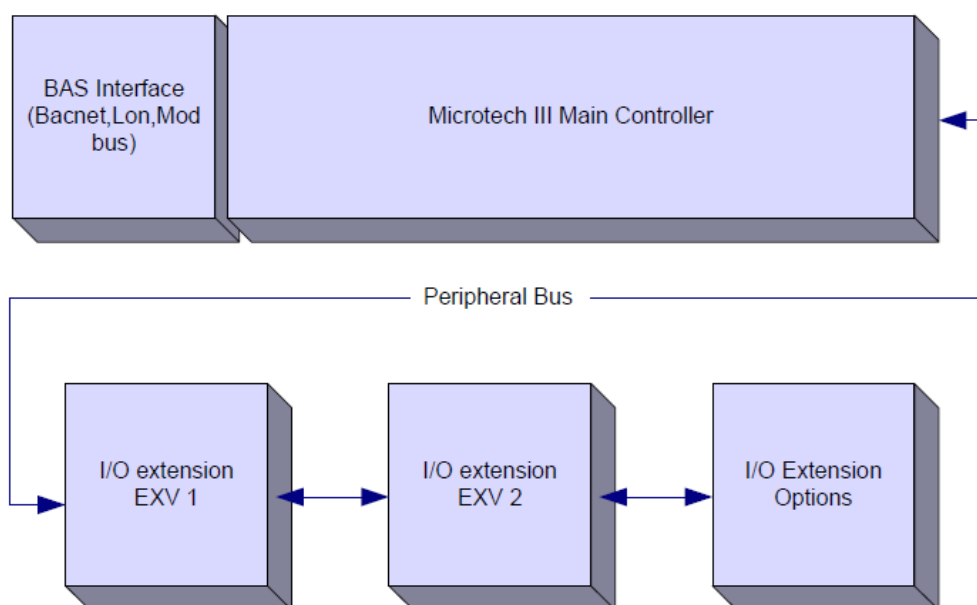 BAS Interface
(Bacnet,Lon,Mod
bus)
Microtech III Main Controller
Peripheral Bus
I/O extension
EXV 1
I/O extension
EXV 2
I/O Extension
Options